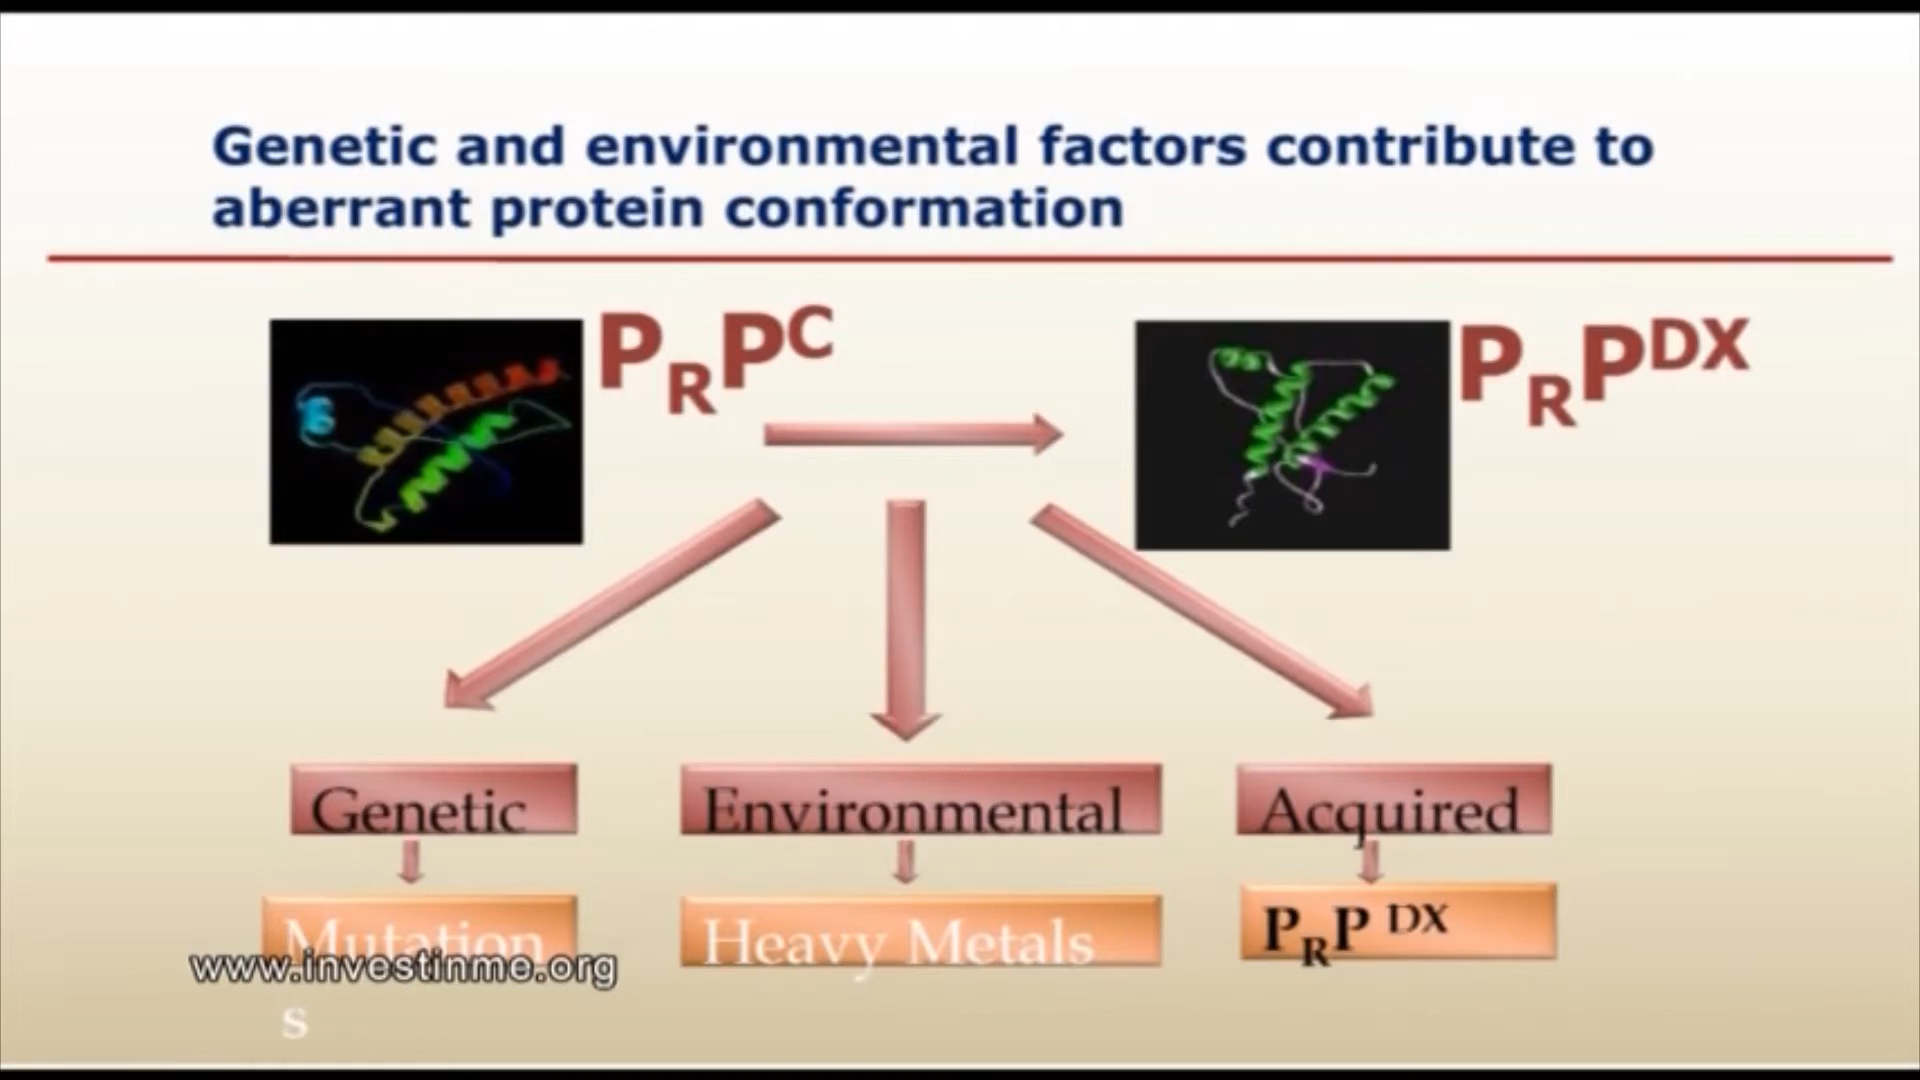 Genetic and environmental factors contribute to
aberrant protein conformation
PRPC
PRPDX
Genetic
Environmental
Acquired
Mutation
s
Heavy Metals
PRP DX
www.investinme.org